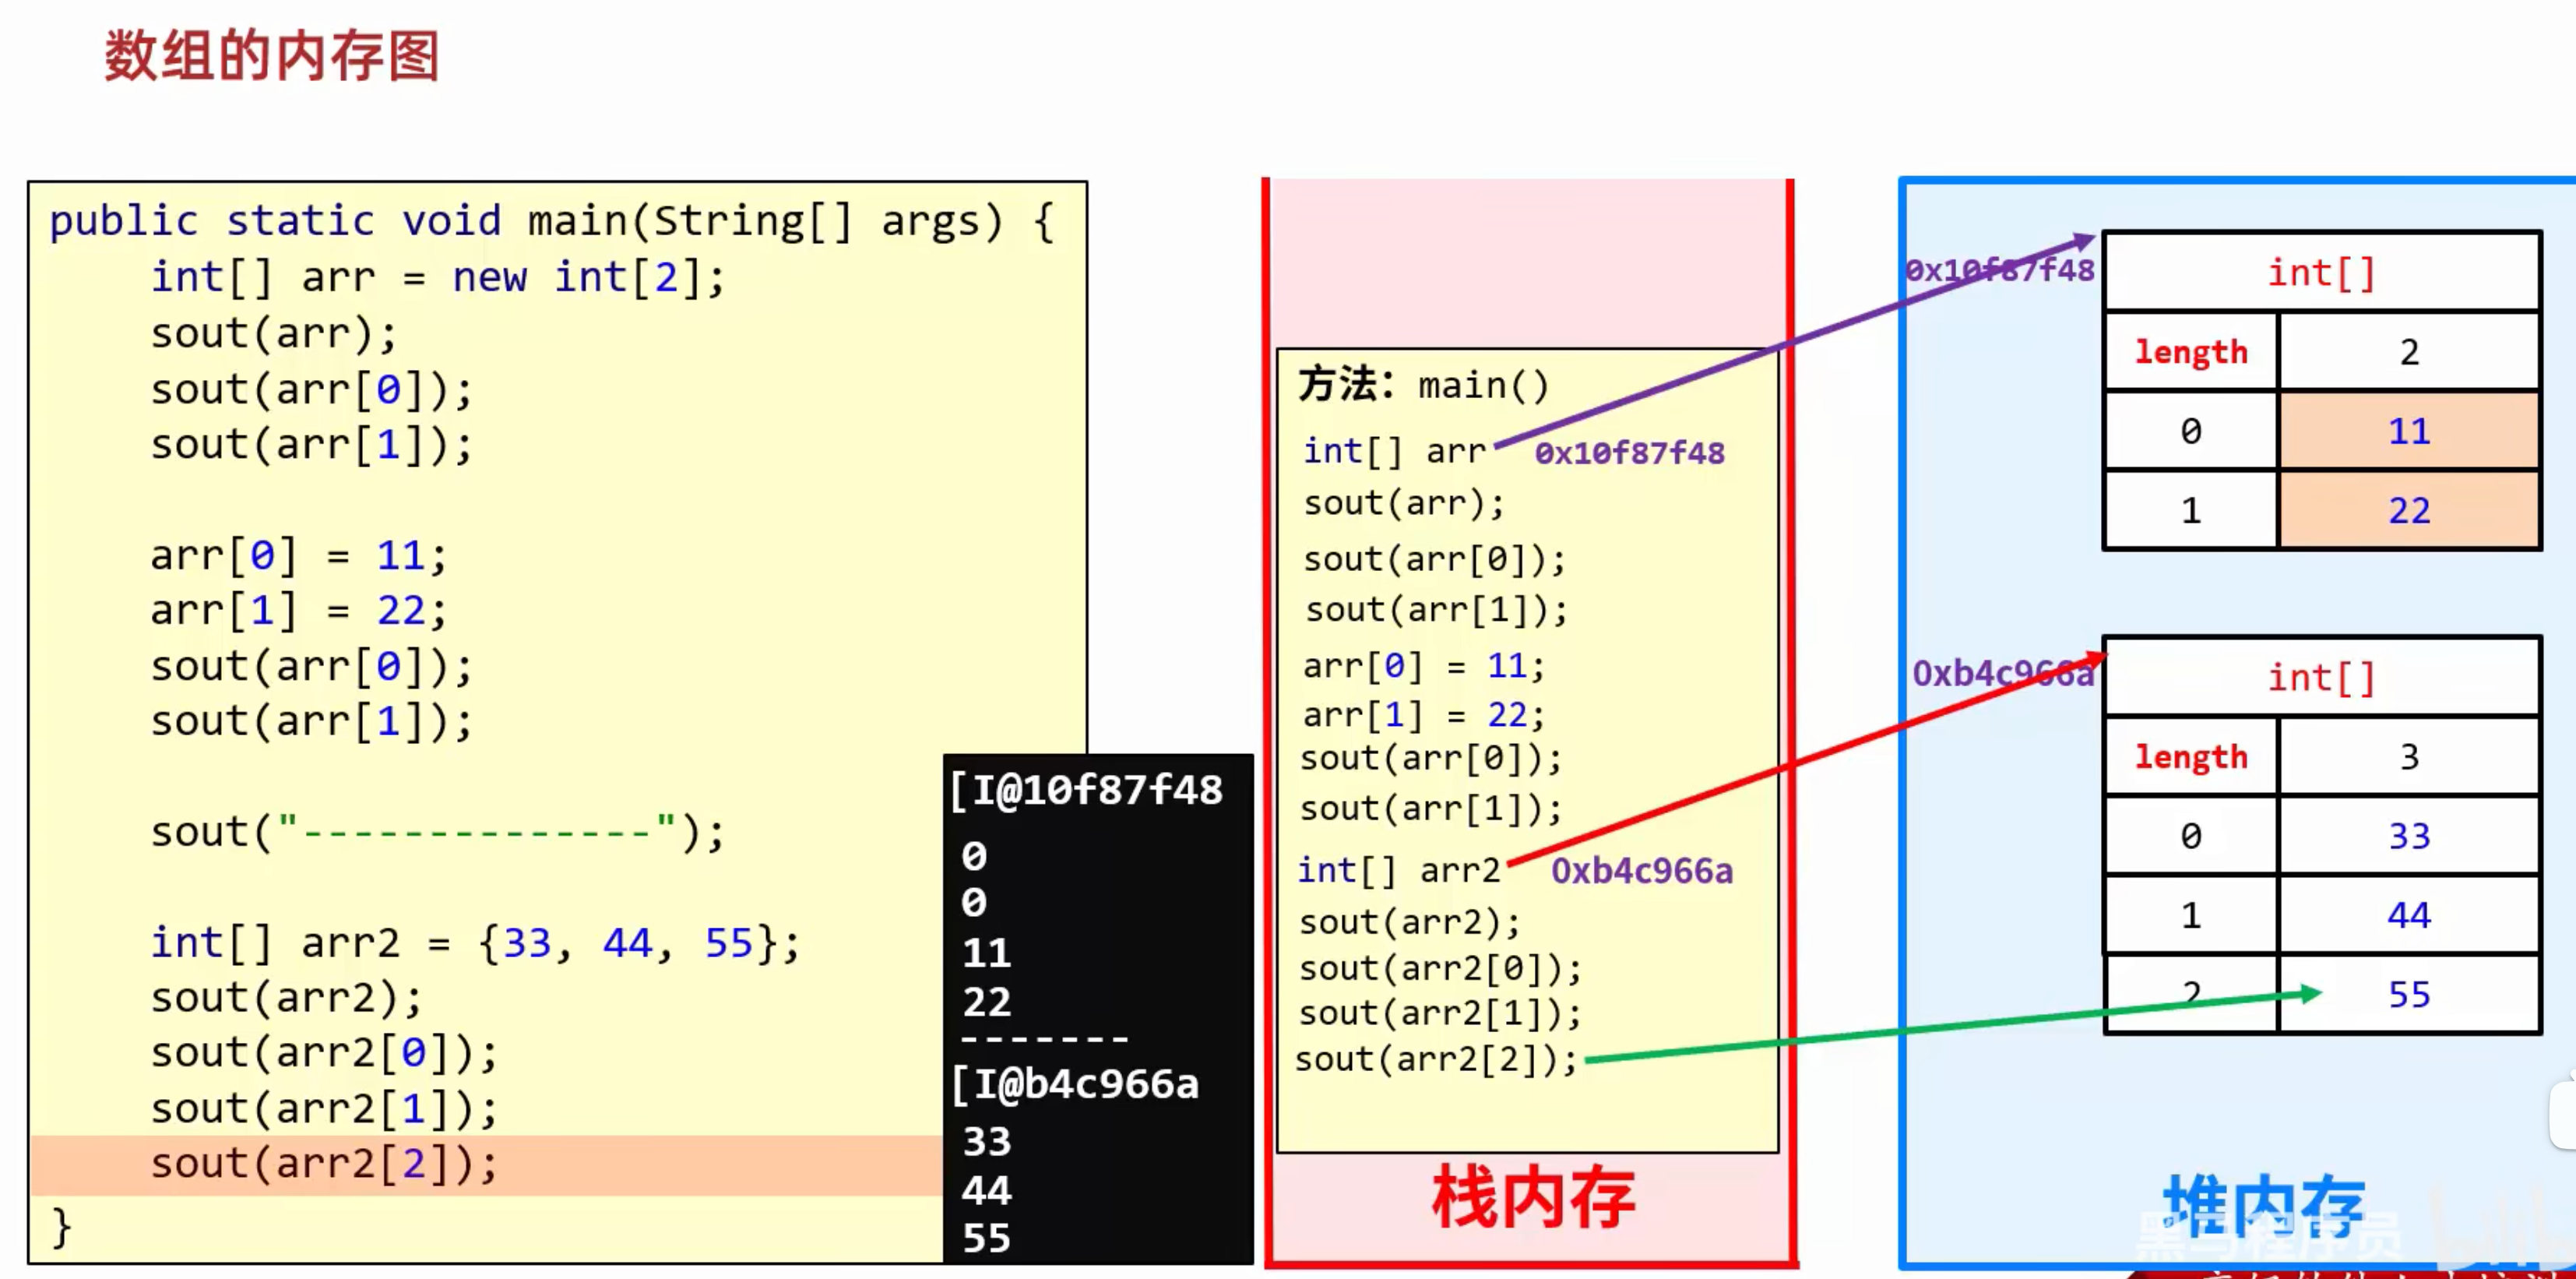 数组的内存图
public static void main(String[] args) {
int[] arr = new int[2];
sout(arr);
sout(arr[0]);
sout(arr[1]);
arr[0] = 11;
arr[1] = 22;
sout(arr[0]);
sout(arr[1]);
sout("--------------");
int[] arr2 = {33, 44, 55};
sout(arr2);
sout(arr2[0]);
sout(arr2[1]);
sout(arr2[2]);
}
[I@10f87f48
0
0
11
22
-------
[I@b4c966a
33
44
55
方法：main()
int[] arr 0x10f87f48
sout(arr);
sout(arr[0]);
sout(arr[1]);
arr[0] = 11;
arr[1] = 22;
sout(arr[0]);
sout(arr[1]);
int[] arr2 0xb4c966a
sout(arr2);
sout(arr2[0]);
sout(arr2[1]);
sout(arr2[2]);
栈内存
0x10f87f48 int[]
length 2
0 11
1 22
0xb4c966a int[]
length 3
0 33
1 44
2 55
堆内存
黑马程序员